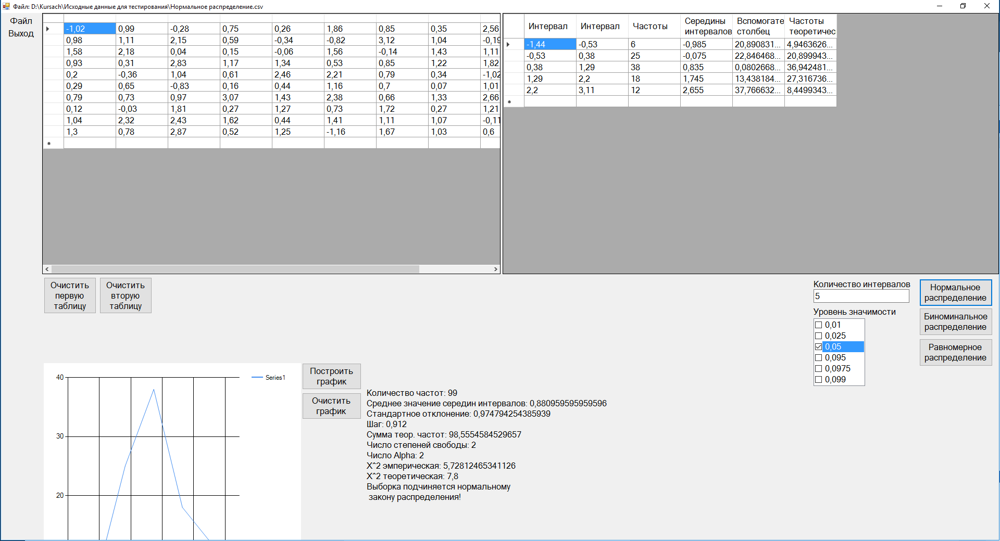 Файл: D:\Kursach\Исходные данные для тестирования\Нормальное распределение.csv
Файл
Выход
-1,02 0,99 -0,28 0,75 0,26 1,86 0,85 0,35 2,56
0,98 1,11 2,15 0,59 -0,34 -0,82 3,12 1,04 -0,19
1,58 2,18 0,04 0,15 -0,06 1,56 -0,14 1,43 1,11
0,93 0,31 2,83 1,17 1,34 0,53 0,85 1,22 1,82
0,2 -0,36 1,04 0,61 2,46 2,21 0,79 0,34 -1,02
0,29 0,65 -0,83 0,16 0,44 1,16 0,7 0,07 1,01
0,79 0,73 0,97 3,07 1,43 2,38 0,66 1,33 2,66
0,12 -0,03 1,81 0,27 1,27 0,73 1,72 0,27 1,21
1,04 2,32 2,43 1,62 0,44 1,41 1,11 1,07 -0,11
1,3 0,78 2,87 0,52 1,25 -1,16 1,67 1,03 0,6
Интервал Интервал Частоты Середины интервалов Вспомогате столбец Частоты теоретичес
-1,44 -0,53 6 -0,985 20,890831... 4,9463626...
-0,53 0,38 25 -0,075 22,846468... 20,899943...
0,38 1,29 38 0,835 0,0802668... 36,942481...
1,29 2,2 18 1,745 13,438184... 27,316736...
2,2 3,11 12 2,655 37,766632... 8,4499343...
Очистить
первую
таблицу
Очистить
вторую
таблицу
Количество интервалов
5
Уровень значимости
0,01
0,025
0,05
0,095
0,0975
0,099
Нормальное
распределение
Биноминальное
распределение
Равномерное
распределение
40
30
20
Series1
Построить
график
Очистить
график
Количество частот: 99
Среднее значение середин интервалов: 0,880959595959596
Стандартное отклонение: 0,974794254385939
Шаг: 0,912
Сумма теор. частот: 98,5554584529657
Число степеней свободы: 2
Число Alpha: 2
X^2 эмперическая: 5,72812465341126
X^2 теоретическая: 7,8
Выборка подчиняется нормальному
закону распределения!